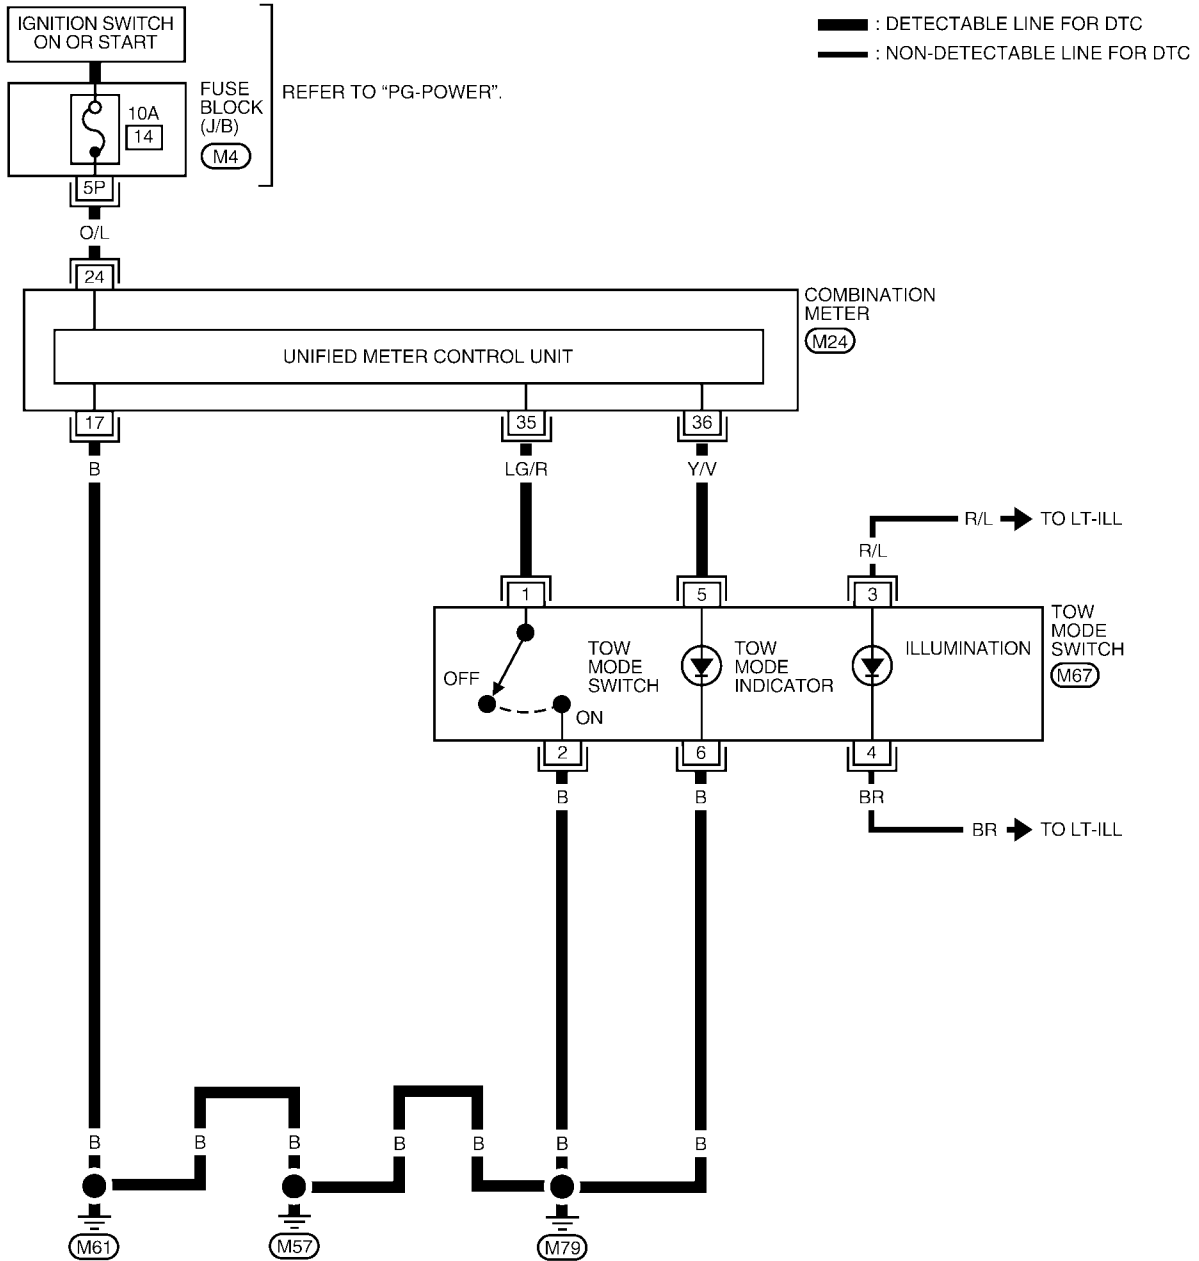 IGNITION SWITCH
ON OR START
: DETECTABLE LINE FOR DTC
: NON-DETECTABLE LINE FOR DTC
10A
14
FUSE
BLOCK
(J/B)
M4
REFER TO “PG-POWER”.
5P
O/L
24
COMBINATION
METER
M24
UNIFIED METER CONTROL UNIT
17
35
36
B
LG/R
Y/V
R/L
TO LT-ILL
R/L
1
5
3
TOW
MODE
SWITCH
M67
OFF
ON
TOW
MODE
SWITCH
TOW
MODE
INDICATOR
ILLUMINATION
2
6
4
B
B
BR
BR
TO LT-ILL
B
B
B
B
B
B
B
M61
M57
M79